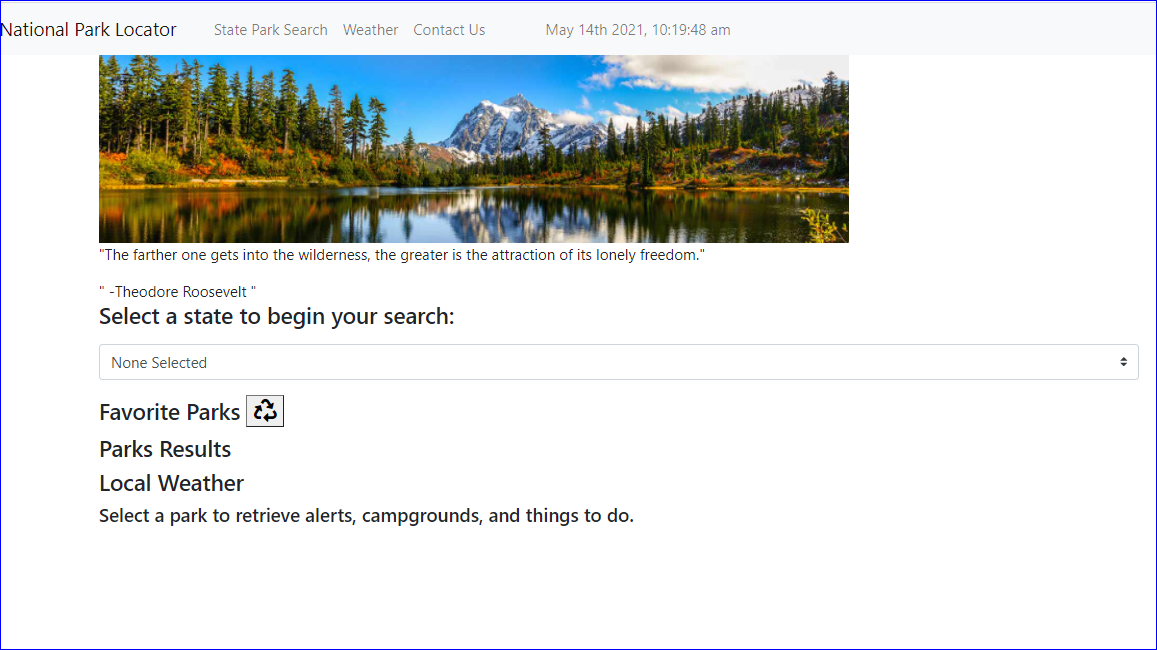 National Park Locator State Park Search Weather Contact Us May 14th 2021, 10:19:48 am
"The farther one gets into the wilderness, the greater is the attraction of its lonely freedom."
" -Theodore Roosevelt "
Select a state to begin your search:
None Selected
Favorite Parks
Parks Results
Local Weather
Select a park to retrieve alerts, campgrounds, and things to do.